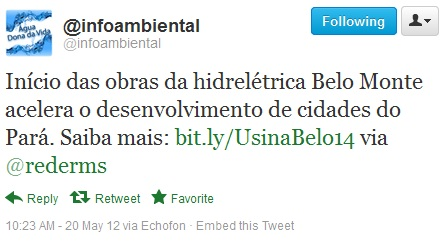 Água
Dona da Vida
@infoambiental
@infoambiental
Following
Início das obras da hidrelétrica Belo Monte
acelera o desenvolvimento de cidades do
Pará. Saiba mais: bit.ly/UsinaBelo14 via
@rederms
Reply Retweet Favorite
10:23 AM - 20 May 12 via Echofon · Embed this Tweet